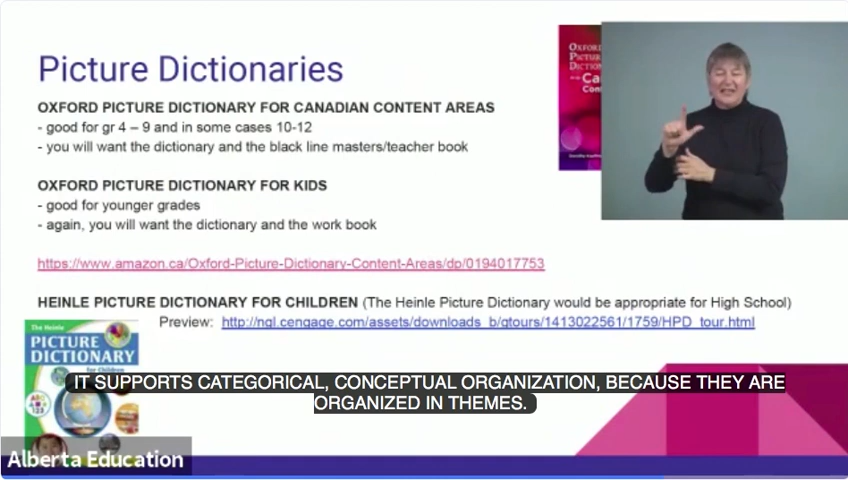 Picture Dictionaries
OXFORD PICTURE DICTIONARY FOR CANADIAN CONTENT AREAS
- good for gr 4 – 9 and in some cases 10-12
- you will want the dictionary and the black line masters/teacher book
OXFORD PICTURE DICTIONARY FOR KIDS
- good for younger grades
- again, you will want the dictionary and the work book
https://www.amazon.ca/Oxford-Picture-Dictionary-Content-Areas/dp/0194017753
HEINLE PICTURE DICTIONARY FOR CHILDREN (The Heinle Picture Dictionary would be appropriate for High School)
Preview: http://ngl.cengage.com/assets/downloads_b/gtours/1413022561/1759/HPD_tour.html
The Heinle
PICTURE
DICTIONARY
for Children
IT SUPPORTS CATEGORICAL, CONCEPTUAL ORGANIZATION, BECAUSE THEY ARE
ORGANIZED IN THEMES.
Alberta Education